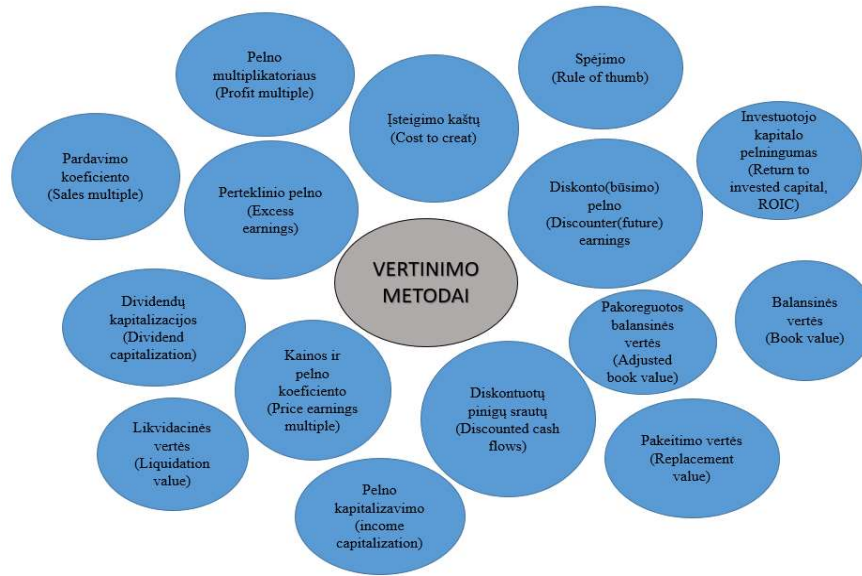 Pelno
multiplikatoriaus
(Profit multiple)
Spėjimo
(Rule of thumb)
Įsteigimo kaštų
(Cost to creat)
Investuotojo
kapitalo
pelningumas
(Return to
invested capital,
ROIC)
Pardavimo
koeficiento
(Sales multiple)
Perteklinio pelno
(Excess
earnings)
Diskonto(būsimo)
pelno
(Discounter(future)
earnings
VERTINIMO
METODAI
Dividendų
kapitalizacijos
(Dividend
capitalization)
Pakoreguotos
balansinės
vertės
(Adjusted
book value)
Balansinė
vertės
(Book value)
Kainos ir
pelno
koeficiento
(Price earnings
multiple)
Diskontuotų
pinigų srautų
(Discounted cash
flows)
Likvidacinės
vertės
(Liquidation
value)
Pakeitimo vertės
(Replacement
value)
Pelno
kapitalizavimo
(income
capitalization)